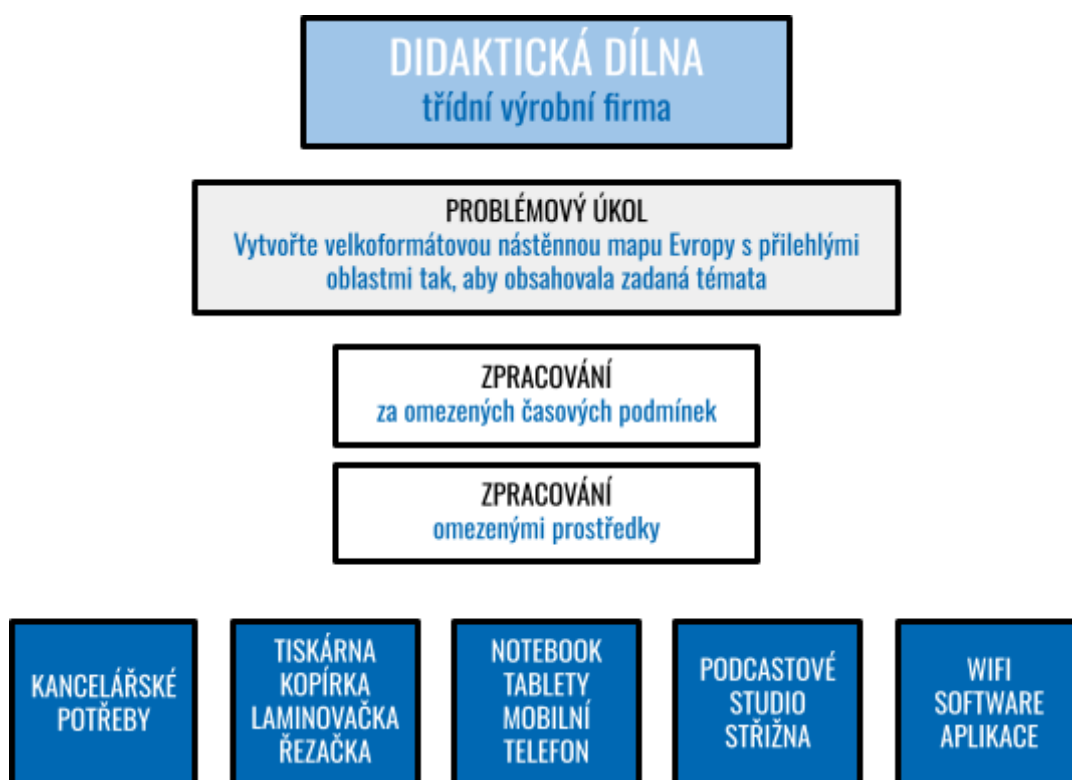 DIDAKTICKÁ DÍLNA
třídní výrobní firma
PROBLÉMOVÝ ÚKOL
Vytvořte velkoformátovou nástěnnou mapu Evropy s přilehlými
oblastmi tak, aby obsahovala zadaná témata
ZPRACOVÁNÍ
za omezených časových podmínek
ZPRACOVÁNÍ
omezenými prostředky
KANCELÁŘSKÉ
POTŘEBY
TISKÁRNA
KOPÍRKA
LAMINOVAČKA
ŘEZAČKA
NOTEBOOK
TABLETY
MOBILNÍ
TELEFON
PODCASTOVÉ
STUDIO
STŘIŽNA
WIFI
SOFTWARE
APLIKACE